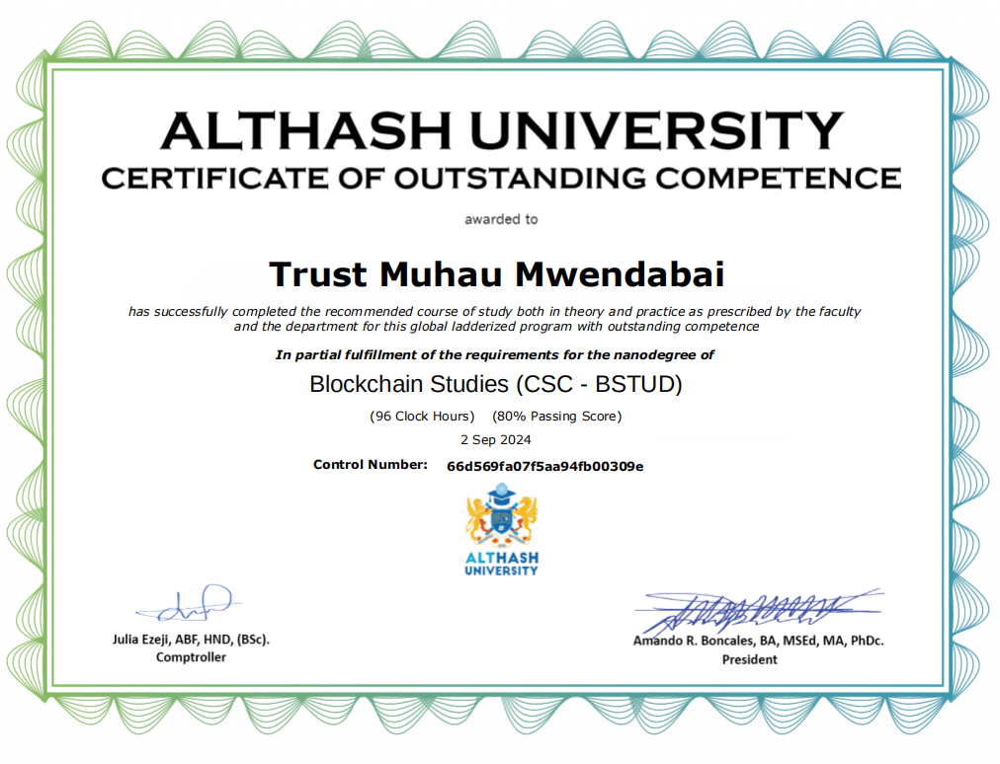 ALTHASH UNIVERSITY
CERTIFICATE OF OUTSTANDING COMPETENCE
awarded to
Trust Muhau Mwendabai
has successfully completed the recommended course of study both in theory and practice as prescribed by the faculty
and the department for this global ladderized program with outstanding competence
In partial fulfillment of the requirements for the nanodegree of
Blockchain Studies (CSC - BSTUD)
(96 Clock Hours) (80% Passing Score)
2 Sep 2024
Control Number: 66d569fa07f5aa94fb00309e
ALTHASH
UNIVERSITY
Julia Ezeji, ABF, HND, (BSc).
Comptroller
Amando R. Boncales, BA, MSEd, MA, PhDc.
President